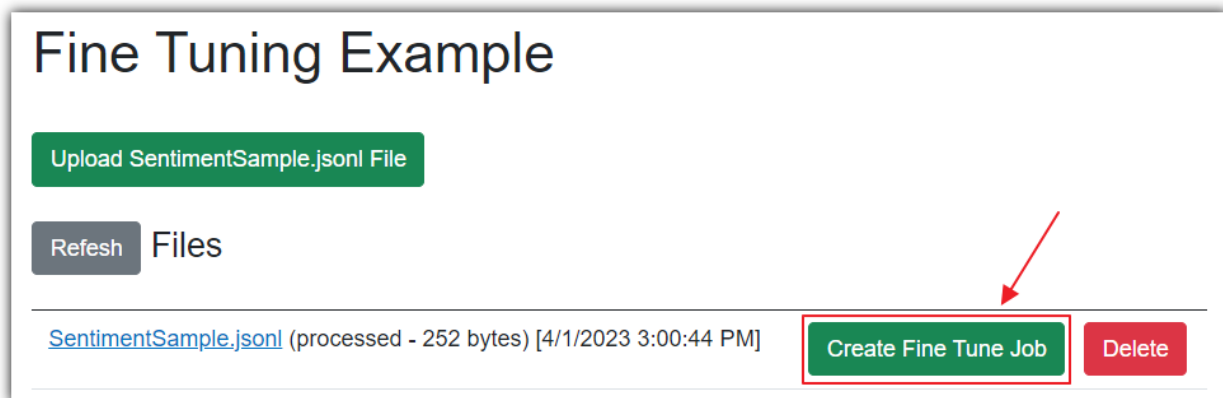 Fine Tuning Example
Upload SentimentSample.jsonl File
Refesh Files
SentimentSample.jsonl (processed - 252 bytes) [4/1/2023 3:00:44 PM] Create Fine Tune Job Delete